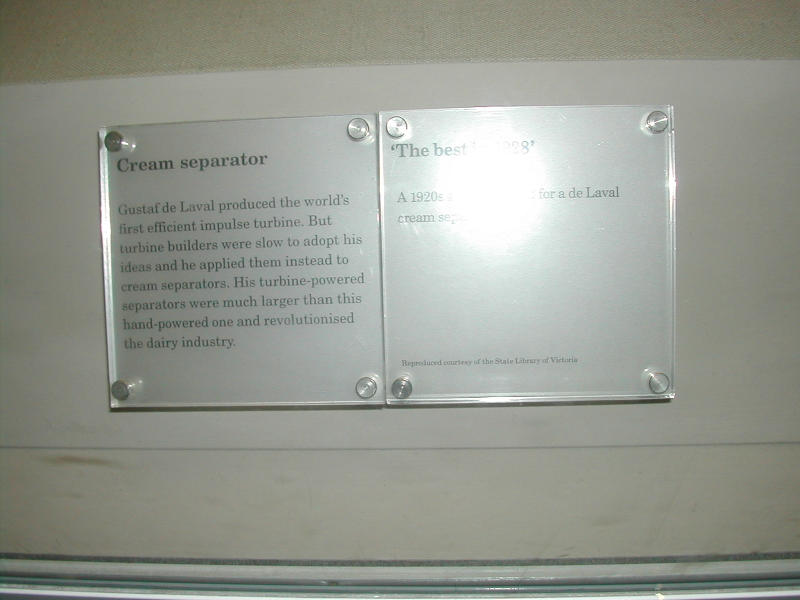 Cream separator
Gustaf de Laval produced the world's
first efficient impulse turbine. But
turbine builders were slow to adopt his
ideas and he applied them instead to
cream separators. His turbine-powered
separators were much larger than this
hand-powered one and revolutionised
the dairy industry.
'The best 1928'
A 1920s for a de Laval
cream
Reproduced courtesy of the State Library of Victoria